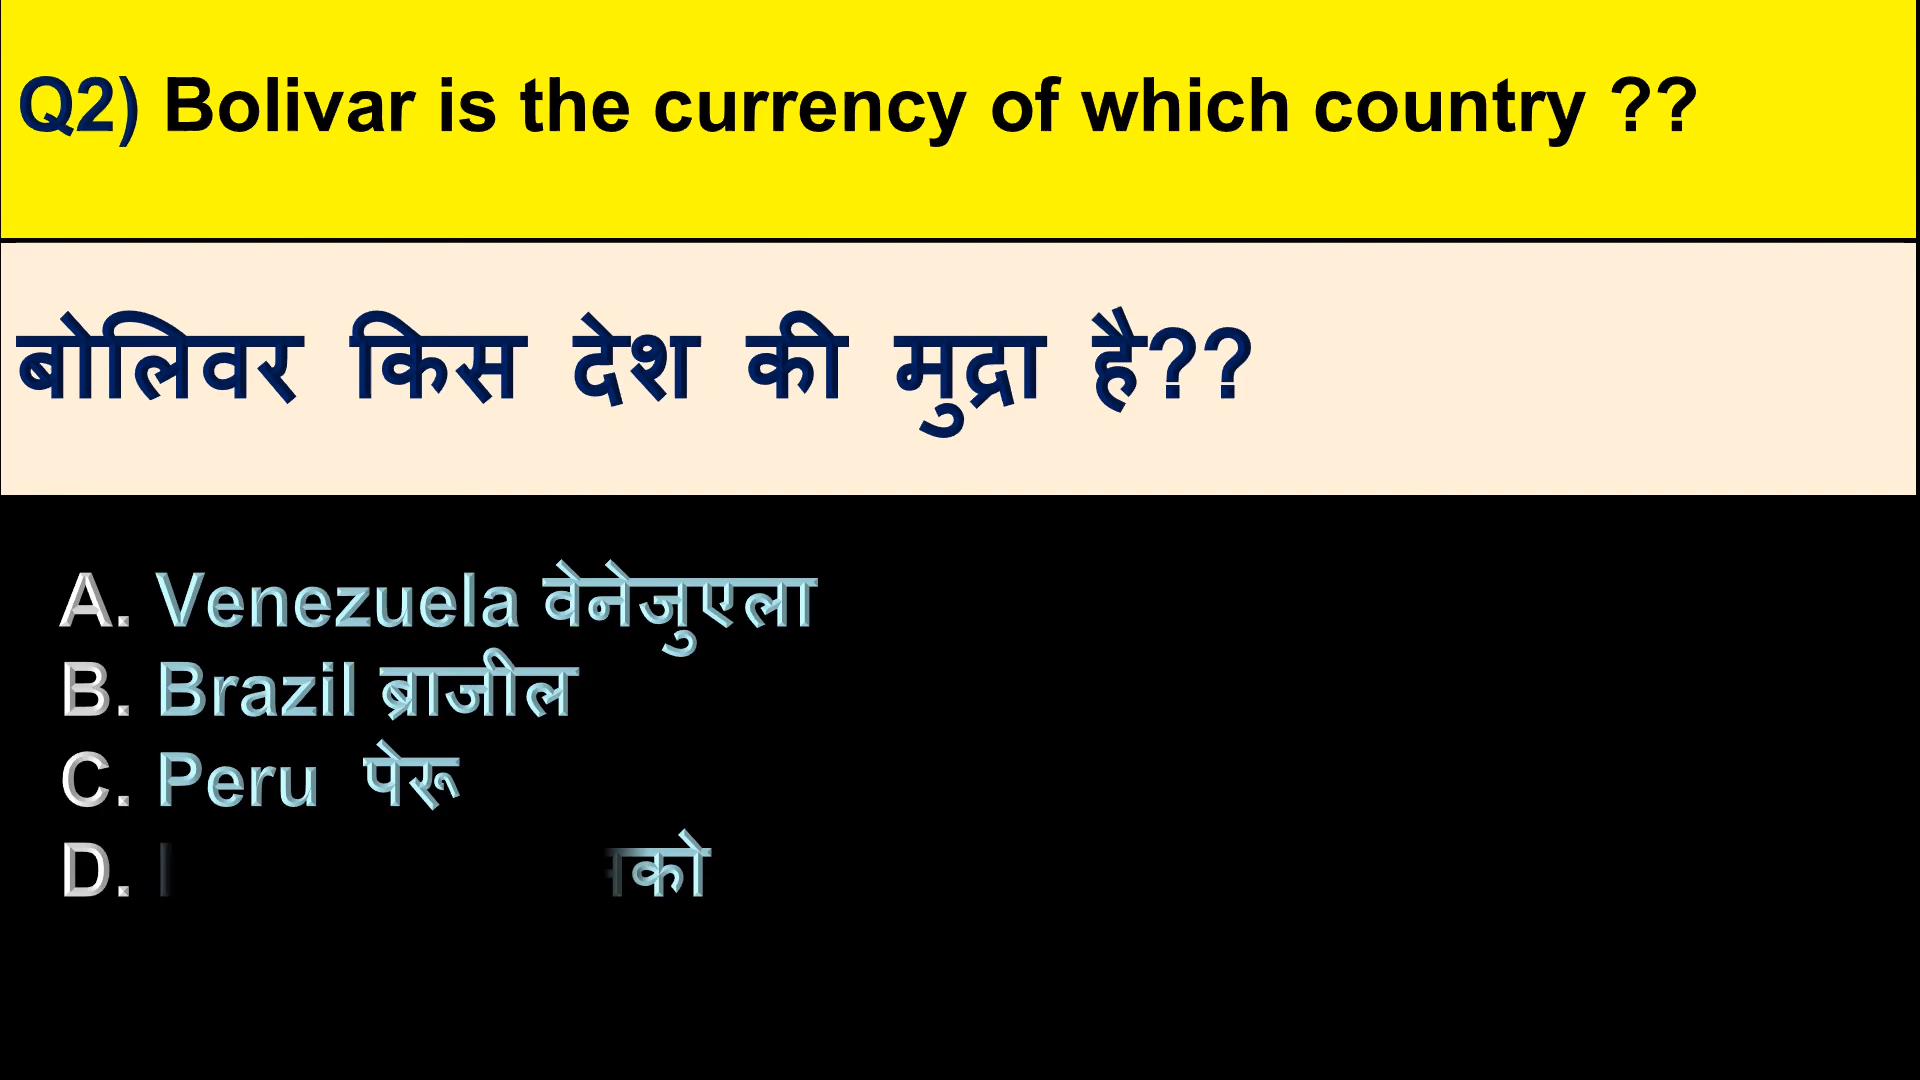 Q2) Bolivar is the currency of which country ??
बोलिवर किस देश की मुद्रा है??
A. Venezuela वेनेजुएला
B. Brazil ब्राजील
C. Peru पेरू
D.